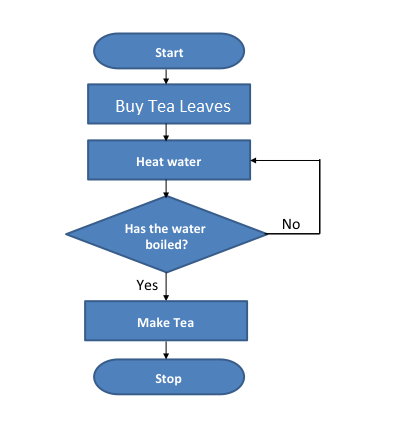 Start
Buy Tea Leaves
Heat water
Has the water
boiled?
No
Yes
Make Tea
Stop